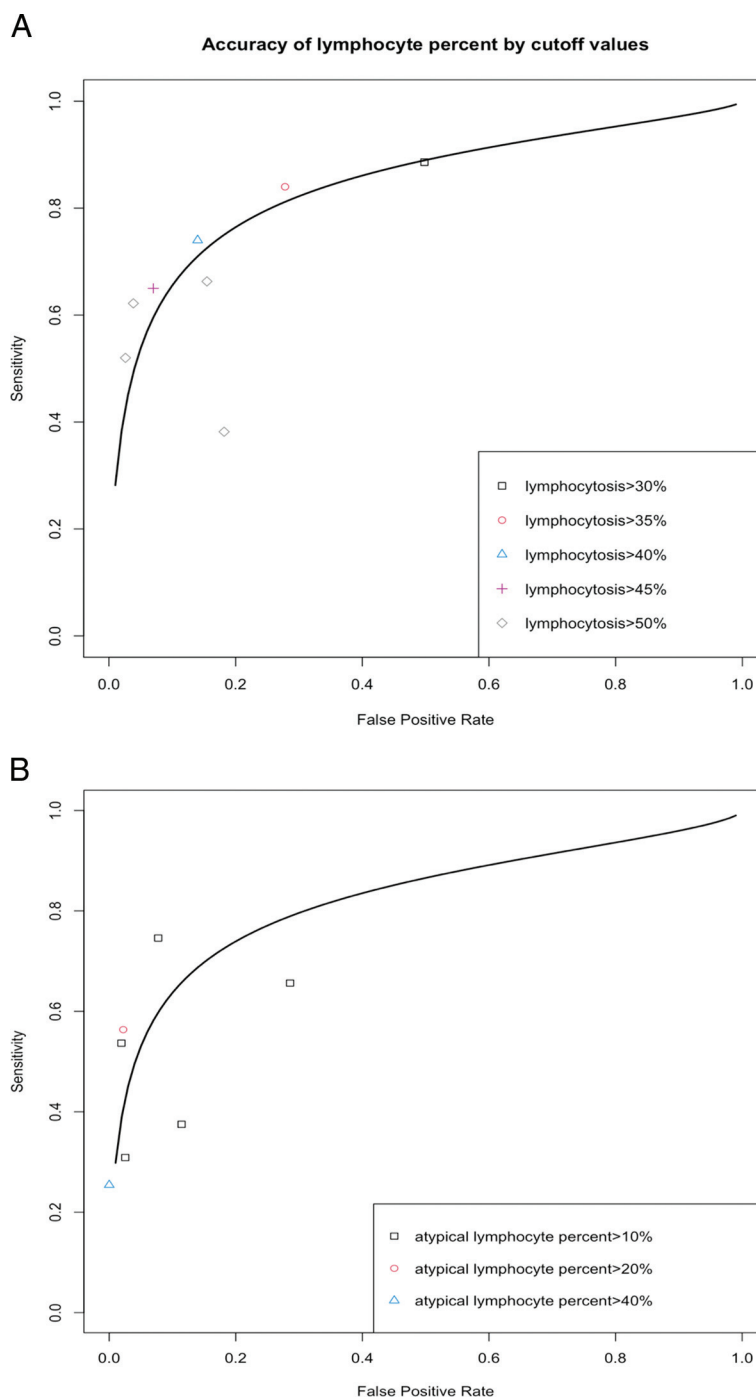 A
Accuracy of lymphocyte percent by cutoff values
1.0
0.8
0.6
0.4
0.2
0.0
Sensitivity
lymphocytosis>30%
lymphocytosis>35%
lymphocytosis>40%
lymphocytosis>45%
lymphocytosis>50%
0.0 0.2 0.4 0.6 0.8 1.0
False Positive Rate
B
1.0
0.8
0.6
0.4
0.2
0.0
Sensitivity
atypical lymphocyte percent>10%
atypical lymphocyte percent>20%
atypical lymphocyte percent>40%
0.0 0.2 0.4 0.6 0.8 1.0
False Positive Rate